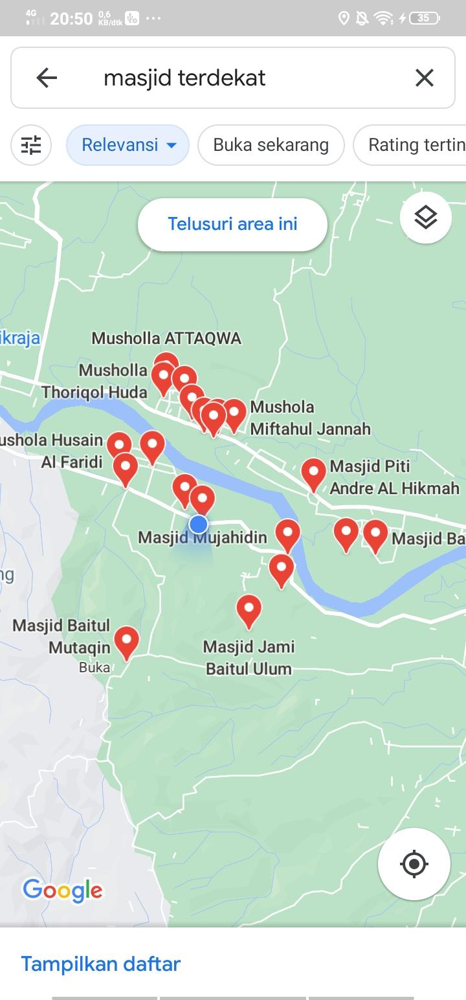 4G 20:50 0,6 KB/dtk 35
masjid terdekat
Relevansi
Buka sekarang
Rating tertin
Telusuri area ini
ikraja
Musholla ATTAQWA
Musholla
Thoriqol Huda
Mushola
Miftahul Jannah
ushola Husain
Al Faridi
Masjid Piti
Andre AL Hikmah
Masjid Mujahidin
Masjid Ba
ng
Masjid Baitul
Mutaqin
Buka
Masjid Jami
Baitul Ulum
Google
Tampilkan daftar